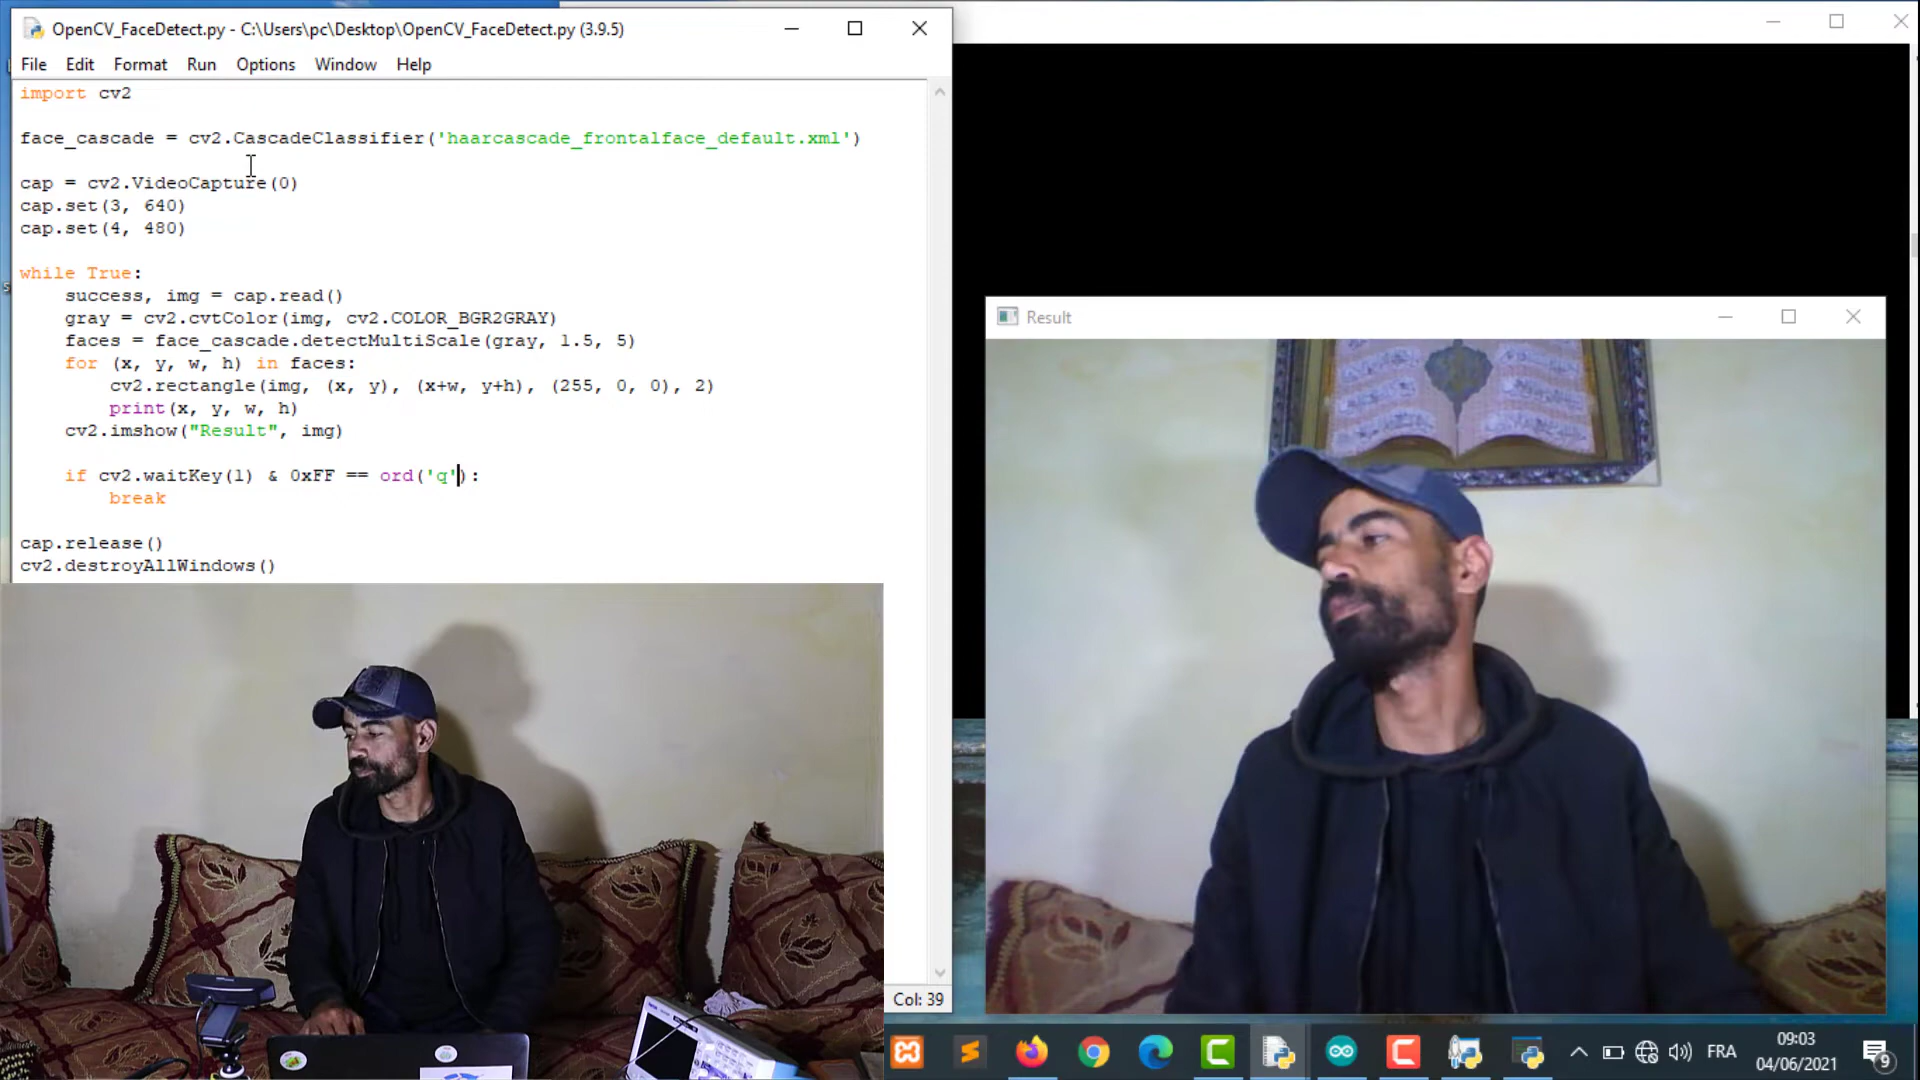 OpenCV_FaceDetect.py - C:\Users\pc\Desktop\OpenCV_FaceDetect.py (3.9.5)
File Edit Format Run Options Window Help
import cv2
face_cascade = cv2.CascadeClassifier('haarcascade_frontalface_default.xml')
cap = cv2.VideoCapture(0)
cap.set(3, 640)
cap.set(4, 480)
while True:
success, img = cap.read()
gray = cv2.cvtColor(img, cv2.COLOR_BGR2GRAY)
faces = face_cascade.detectMultiScale(gray, 1.5, 5)
for (x, y, w, h) in faces:
cv2.rectangle(img, (x, y), (x+w, y+h), (255, 0, 0), 2)
print(x, y, w, h)
cv2.imshow("Result", img)
if cv2.waitKey(1) & 0xFF == ord('q'):
break
cap.release()
cv2.destroyAllWindows()
Col: 39
Result
FRA
09:03
04/06/2021
9